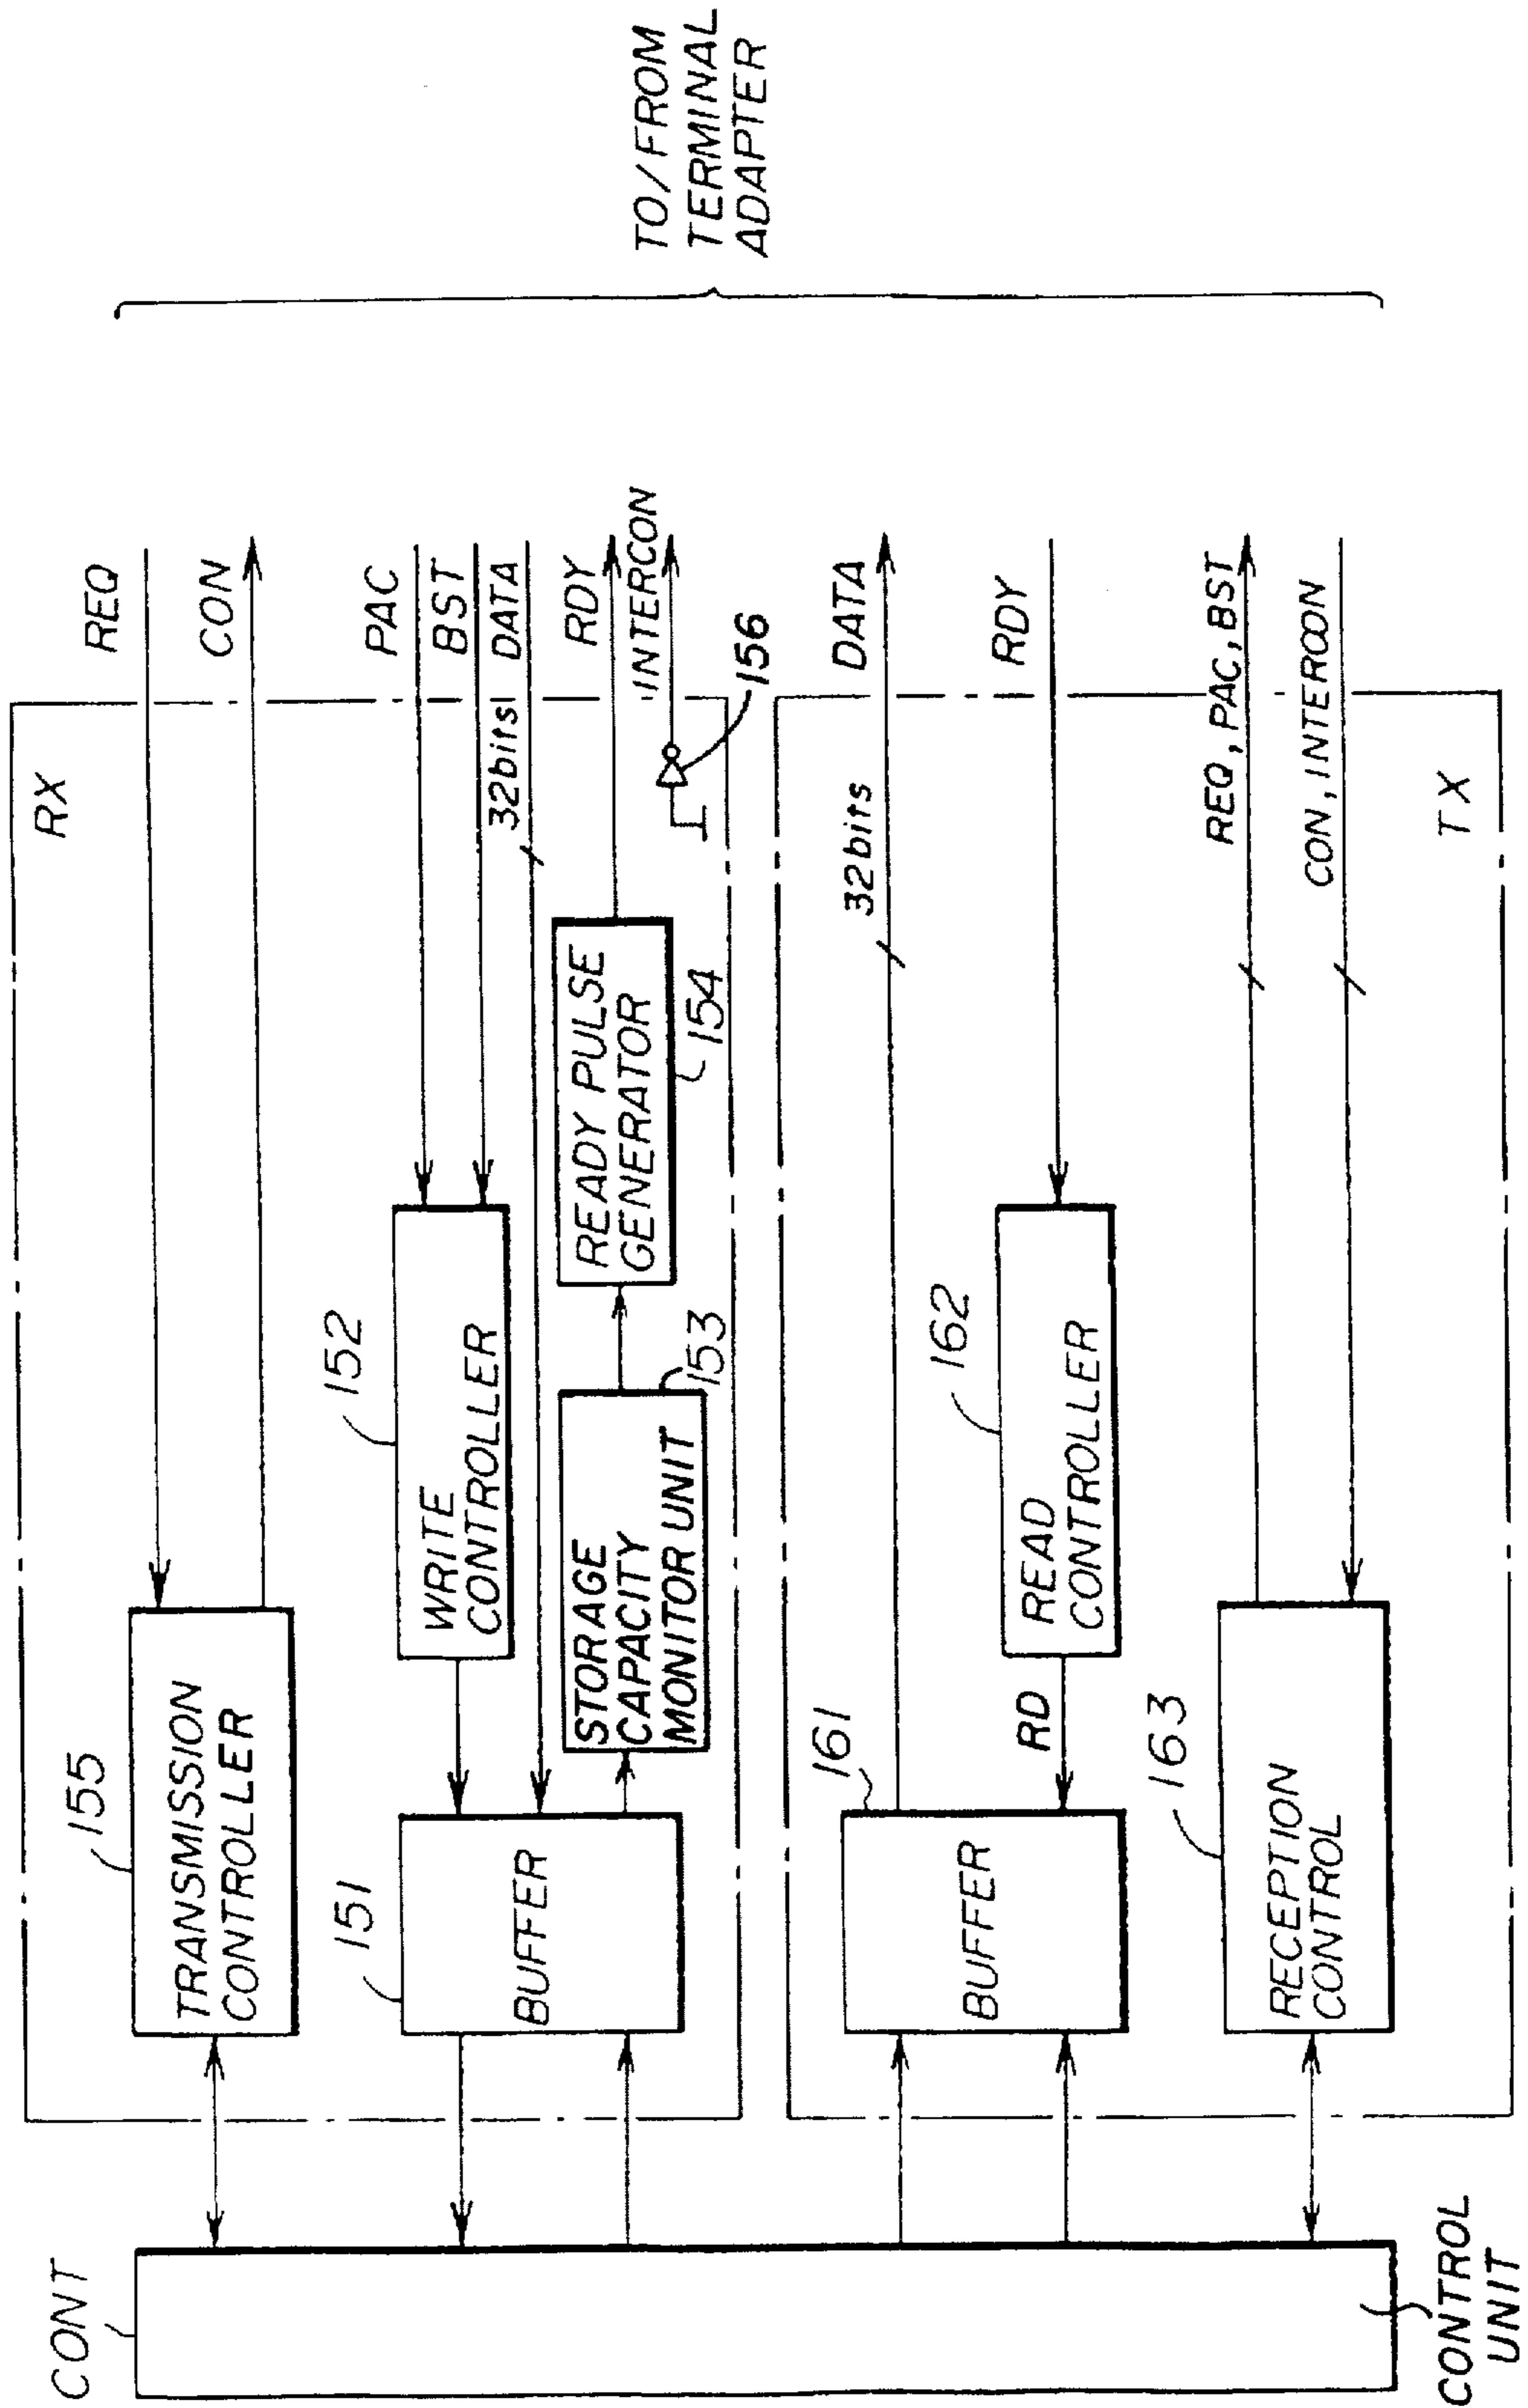 CONT
CONTROL
UNIT
RX
155
TRANSMISSION
CONTROLLER
REQ
CON
151
BUFFER
152
WRITE
CONTROLLER
PAC
BST
32bits DATA
STORAGE
CAPACITY
MONITOR UNIT
153
READY PULSE
GENERATOR
154
RDY
INTERCON
156
161
BUFFER
32bits
DATA
RD
162
READ
CONTROLLER
RDY
163
RECEPTION
CONTROL
REQ, PAC, BST
CON, INTERCON
TX
TO/FROM
TERMINAL
ADAPTER